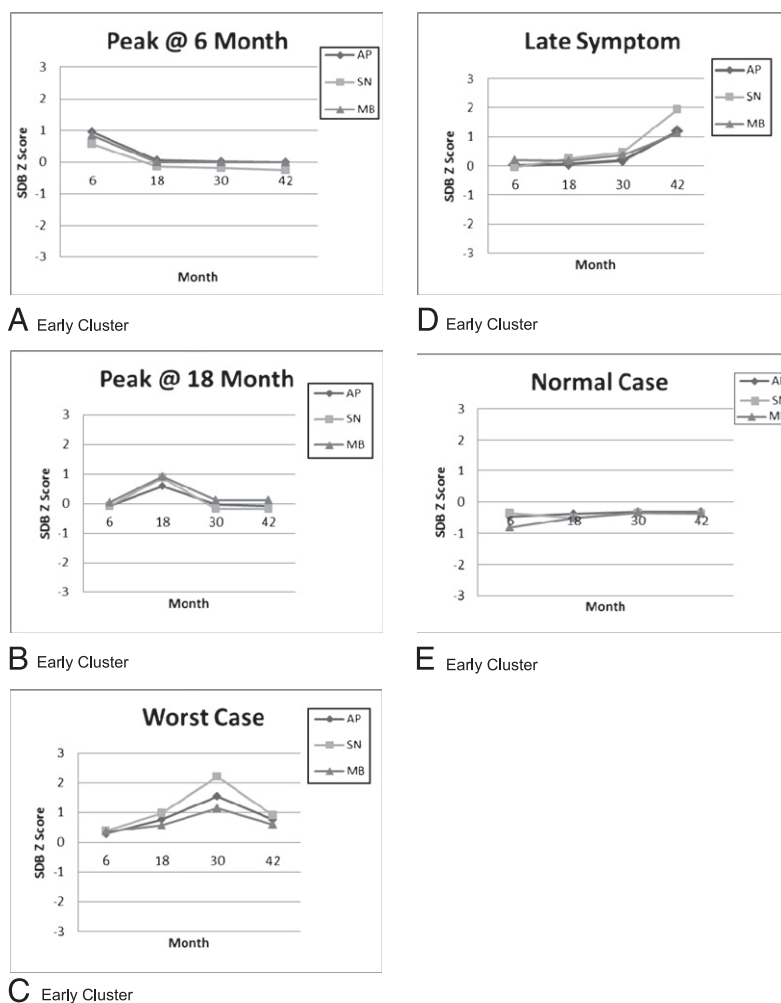 Peak @ 6 Month
SDB Z Score
3
2
1
0
-1
-2
-3
6 18 30 42
Month
AP
SN
MB
A Early Cluster
Peak @ 18 Month
SDB Z Score
3
2
1
0
-1
-2
-3
6 18 30 42
Month
AP
SN
MB
B Early Cluster
Worst Case
SDB Z Score
3
2
1
0
-1
-2
-3
6 18 30 42
Month
AP
SN
MB
C Early Cluster
Late Symptom
SDB Z Score
3
2
1
0
-1
-2
-3
6 18 30 42
Month
AP
SN
MB
D Early Cluster
Normal Case
SDB Z Score
3
2
1
0
-1
-2
-3
6 18 30 42
Month
E Early Cluster